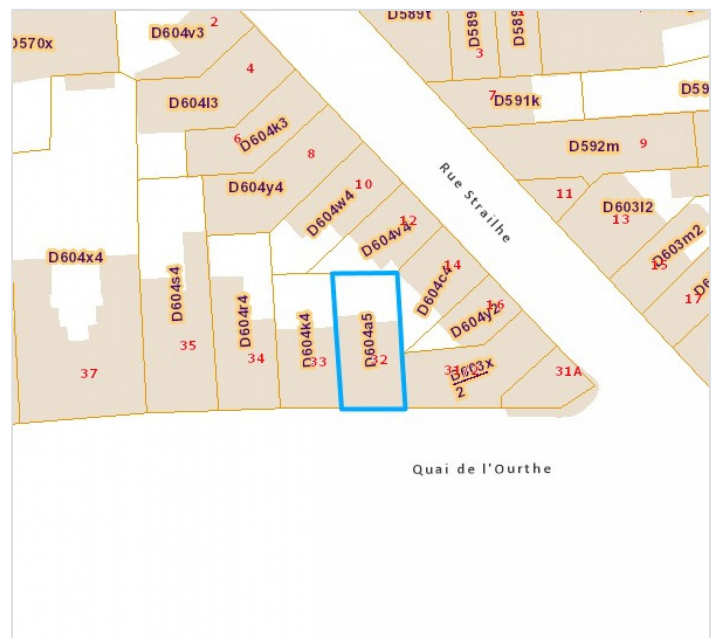 D589t
D604v3
2
3
D570x
4
7
D591k
D604l3
6
D604k3
9
D592m
8
10
D604y4
D604w4
Rue Strailhe
11
D603l2
13
12
D604v4
D603m2
15
D604x4
D604s4
14
D604c4
17
16
D604y2
D604r4
D604k4
D604a5
35
34
33
32
37
31A
Quai de l'Ourthe